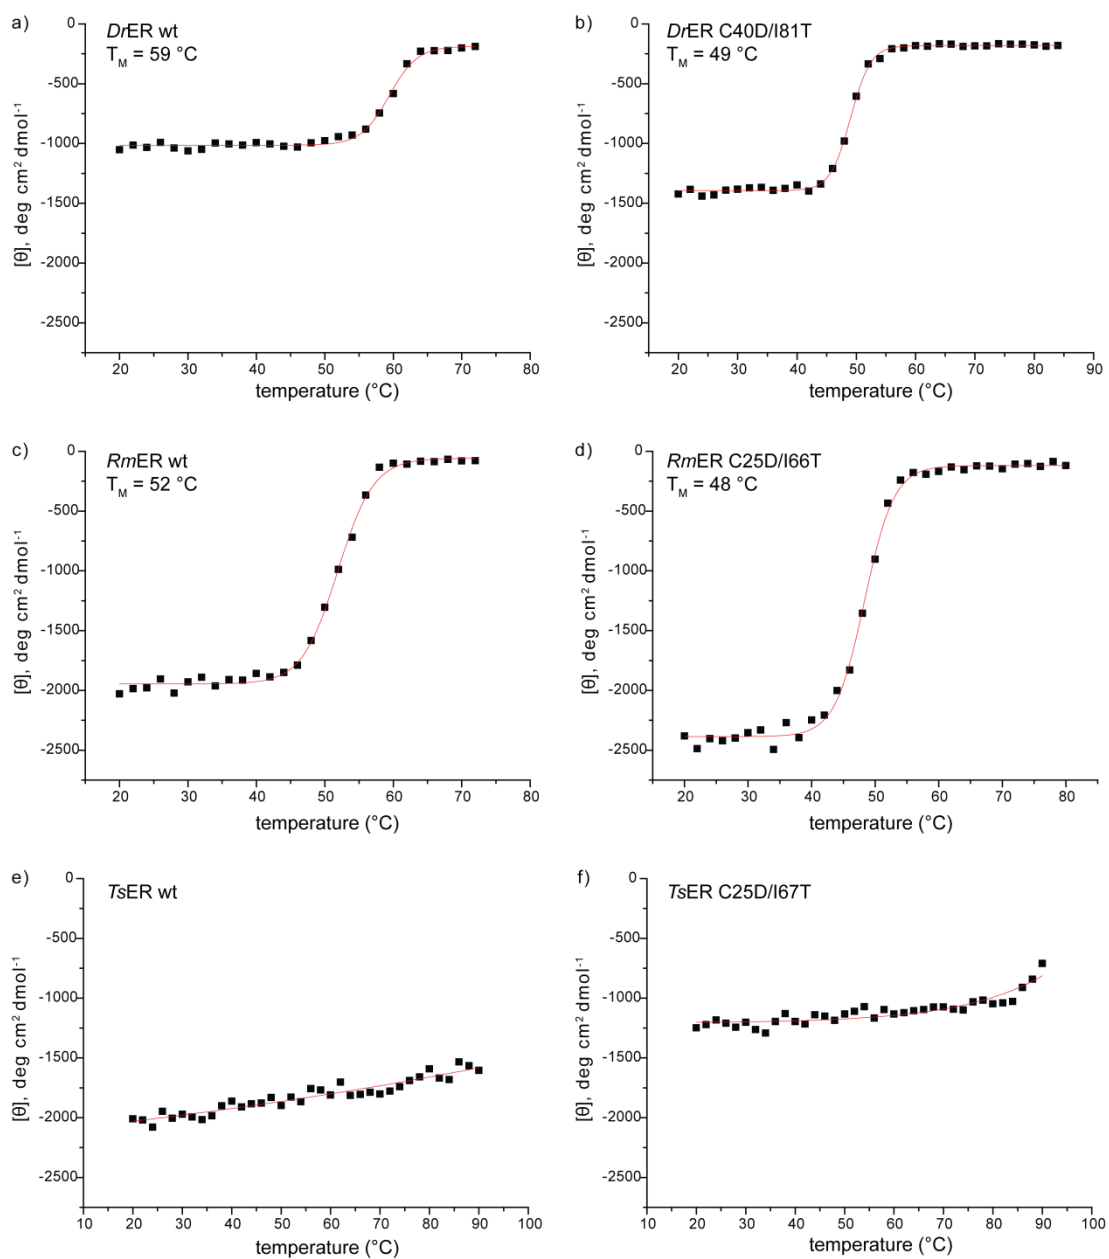 a)
DrER wt
T_M = 59 °C
0
-500
-1000
-1500
-2000
-2500
[θ], deg cm² dmol⁻¹
20 30 40 50 60 70 80
temperature (°C)
b)
DrER C40D/I81T
T_M = 49 °C
0
-500
-1000
-1500
-2000
-2500
[θ], deg cm² dmol⁻¹
20 30 40 50 60 70 80 90
temperature (°C)
c)
RmER wt
T_M = 52 °C
0
-500
-1000
-1500
-2000
-2500
[θ], deg cm² dmol⁻¹
20 30 40 50 60 70 80
temperature (°C)
d)
RmER C25D/I66T
T_M = 48 °C
0
-500
-1000
-1500
-2000
-2500
[θ], deg cm² dmol⁻¹
20 30 40 50 60 70 80
temperature (°C)
e)
TsER wt
0
-500
-1000
-1500
-2000
-2500
[θ], deg cm² dmol⁻¹
10 20 30 40 50 60 70 80 90 100
temperature (°C)
f)
TsER C25D/I67T
0
-500
-1000
-1500
-2000
-2500
[θ], deg cm² dmol⁻¹
10 20 30 40 50 60 70 80 90 100
temperature (°C)